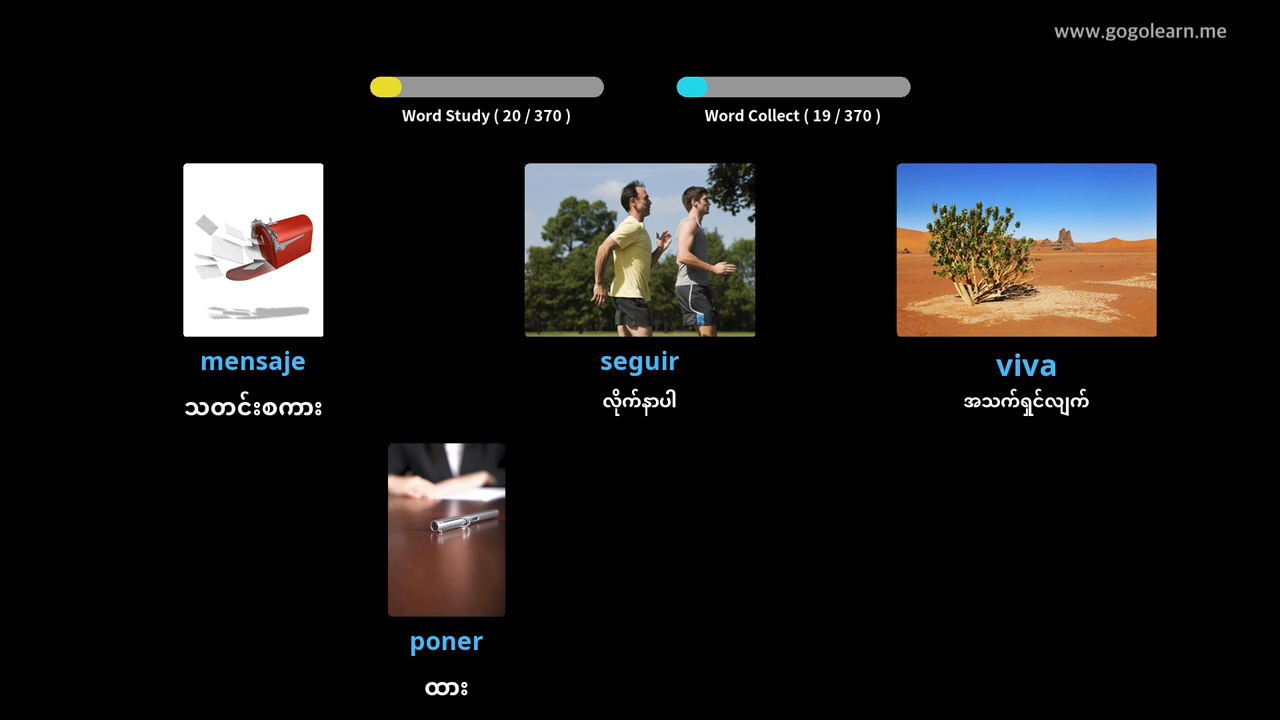 www.gogolearn.me
Word Study ( 20 / 370 )
Word Collect ( 19 / 370 )
mensaje
seguir
viva
သတင်းစကား
လိုက်နာပါ
အသက်ရှင်လျက်
poner
ထား